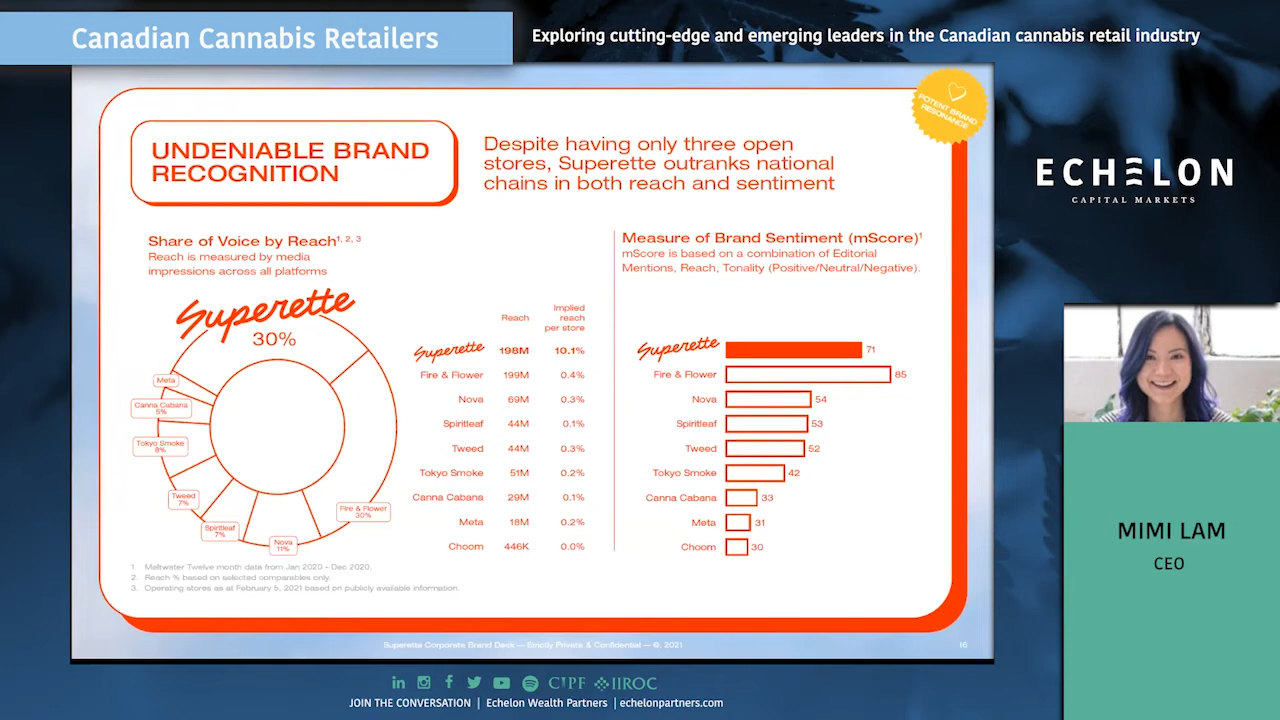 Canadian Cannabis Retailers
Exploring cutting-edge and emerging leaders in the Canadian cannabis retail industry
POTENT BRAND
RESONANCE
UNDENIABLE BRAND
RECOGNITION
Despite having only three open
stores, Superette outranks national
chains in both reach and sentiment
ECHELON
CAPITAL MARKETS
Share of Voice by Reach1, 2, 3
Reach is measured by media
impressions across all platforms
Superette
30%
Meta
Canna Cabana
5%
Tokyo Smoke
8%
Tweed
7%
Spiritleaf
7%
Nova
11%
Fire & Flower
30%
Reach
Implied
reach
per store
Superette 198M 10.1%
Fire & Flower 199M 0.4%
Nova 69M 0.3%
Spiritleaf 44M 0.1%
Tweed 44M 0.3%
Tokyo Smoke 51M 0.2%
Canna Cabana 29M 0.1%
Meta 18M 0.2%
Choom 446K 0.0%
Measure of Brand Sentiment (mScore)1
mScore is based on a combination of Editorial
Mentions, Reach, Tonality (Positive/Neutral/Negative).
Superette 71
Fire & Flower 85
Nova 54
Spiritleaf 53
Tweed 52
Tokyo Smoke 42
Canna Cabana 33
Meta 31
Choom 30
1. Meltwater Twelve month data from Jan 2020 - Dec 2020.
2. Reach % based on selected comparables only.
3. Operating stores as at February 5, 2021 based on publicly available information.
Superette Corporate Brand Deck — Strictly Private & Confidential — ©, 2021
16
MIMI LAM
CEO
CIPF IIROC
JOIN THE CONVERSATION | Echelon Wealth Partners | echelonpartners.com